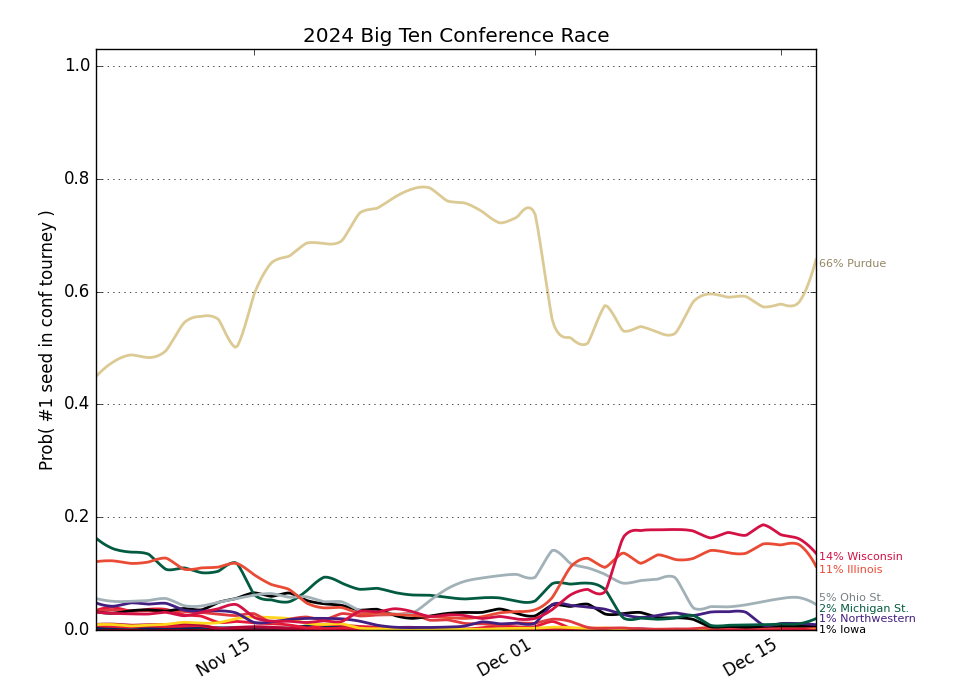 2024 Big Ten Conference Race
Prob( #1 seed in conf tourney )
1.0
0.8
0.6
0.4
0.2
0.0
Nov 15
Dec 01
Dec 15
66% Purdue
14% Wisconsin
11% Illinois
5% Ohio St.
2% Michigan St.
1% Northwestern
1% Iowa